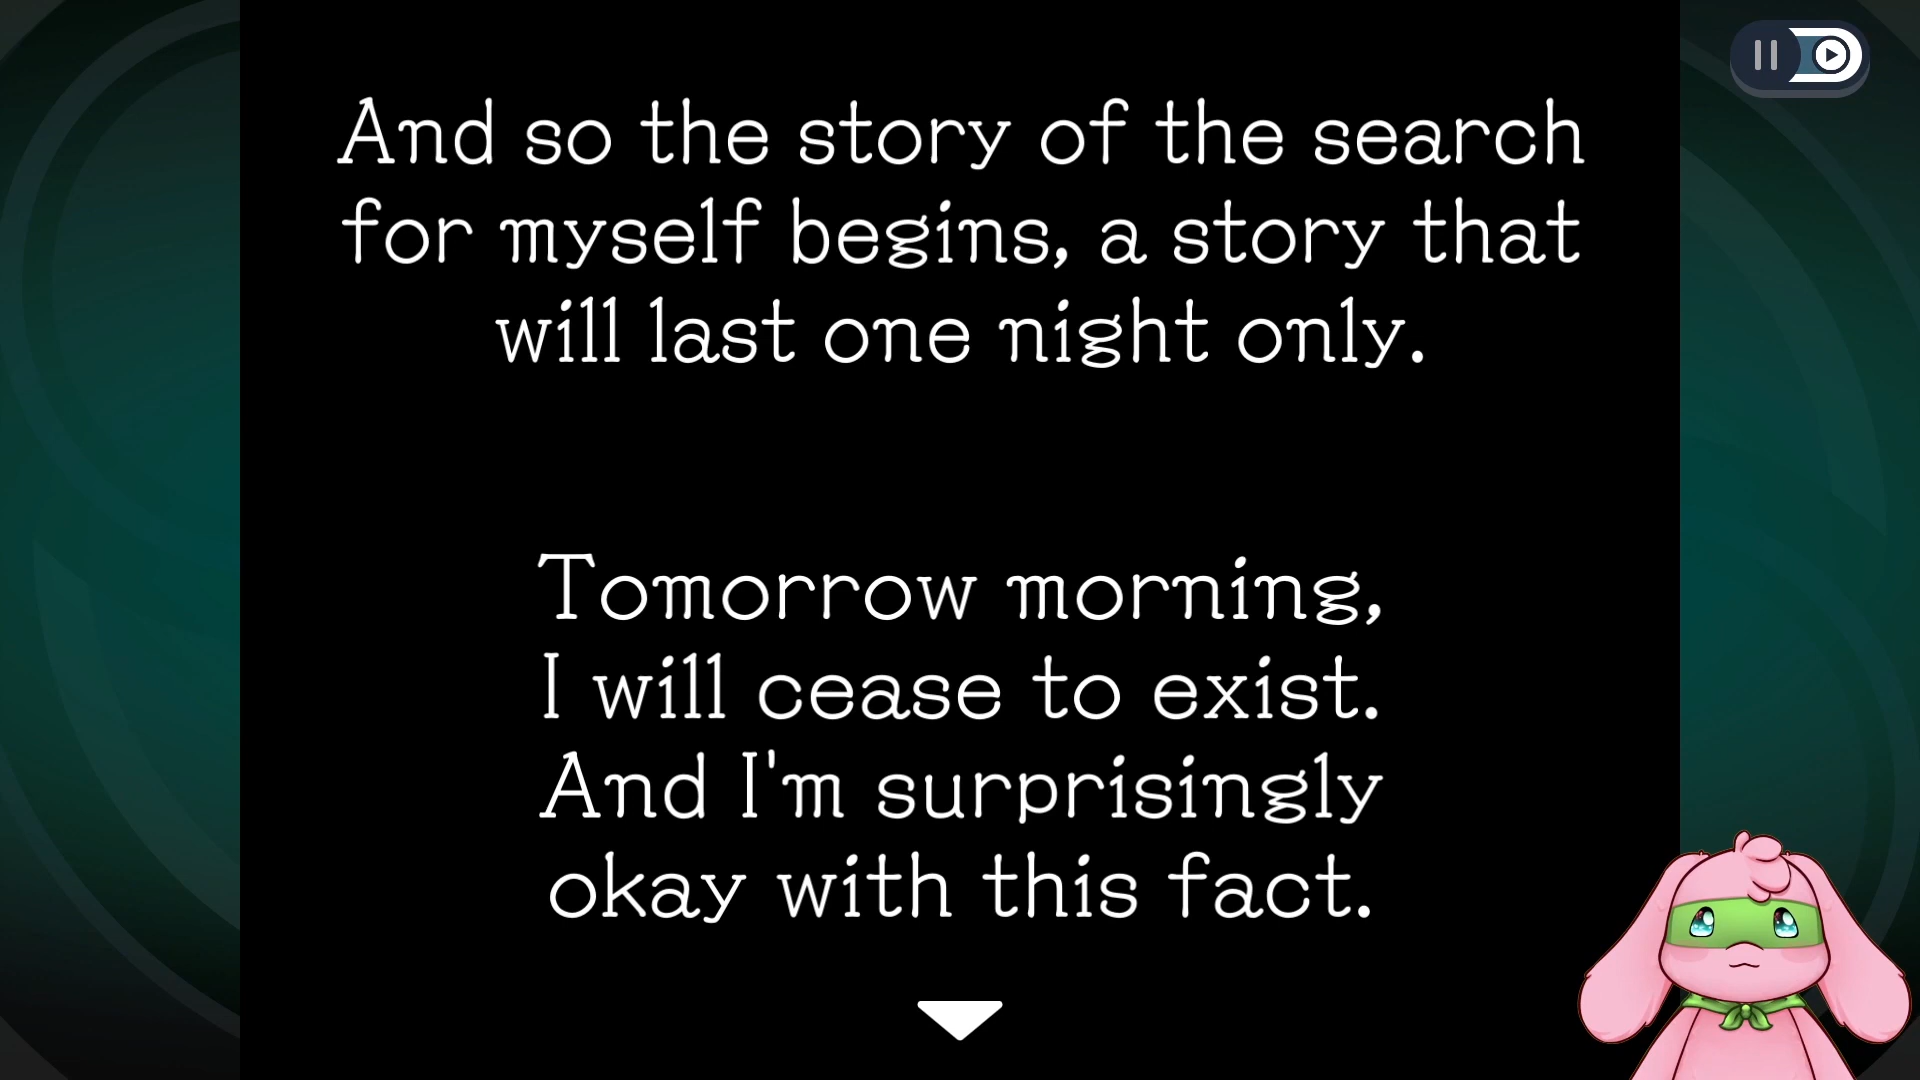 And so the story of the search
for myself begins, a story that
will last one night only.
Tomorrow morning,
I will cease to exist.
And I'm surprisingly
okay with this fact.